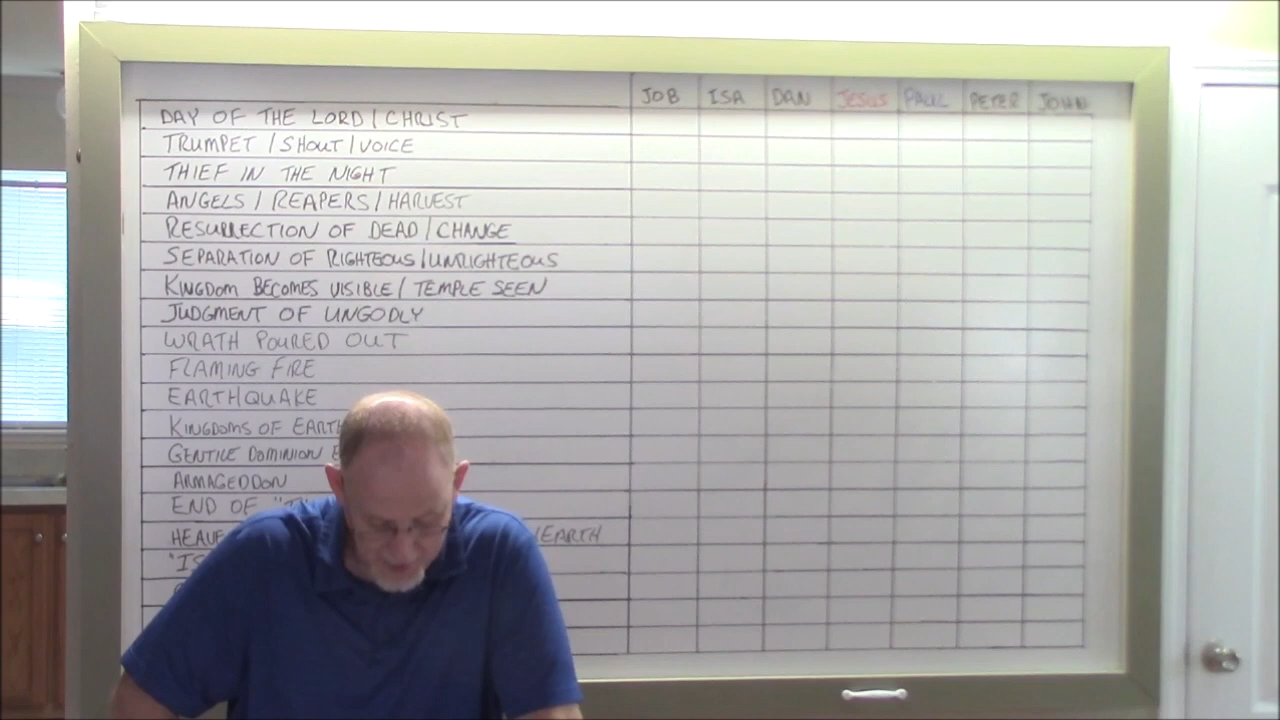 JOB ISA DAN JESUS PAUL PETER JOHN
DAY OF THE LORD / CHRIST
TRUMPET / SHOUT / VOICE
THIEF IN THE NIGHT
ANGELS / REAPERS / HARVEST
RESURRECTION OF DEAD / CHANGE
SEPARATION OF RIGHTEOUS / UNRIGHTEOUS
KINGDOM BECOMES VISIBLE / TEMPLE SEEN
JUDGMENT OF UNGODLY
WRATH POURED OUT
FLAMING FIRE
EARTHQUAKE
KINGDOMS OF EARTH
GENTILE DOMINION
ARMAGEDDON
END OF
/EARTH